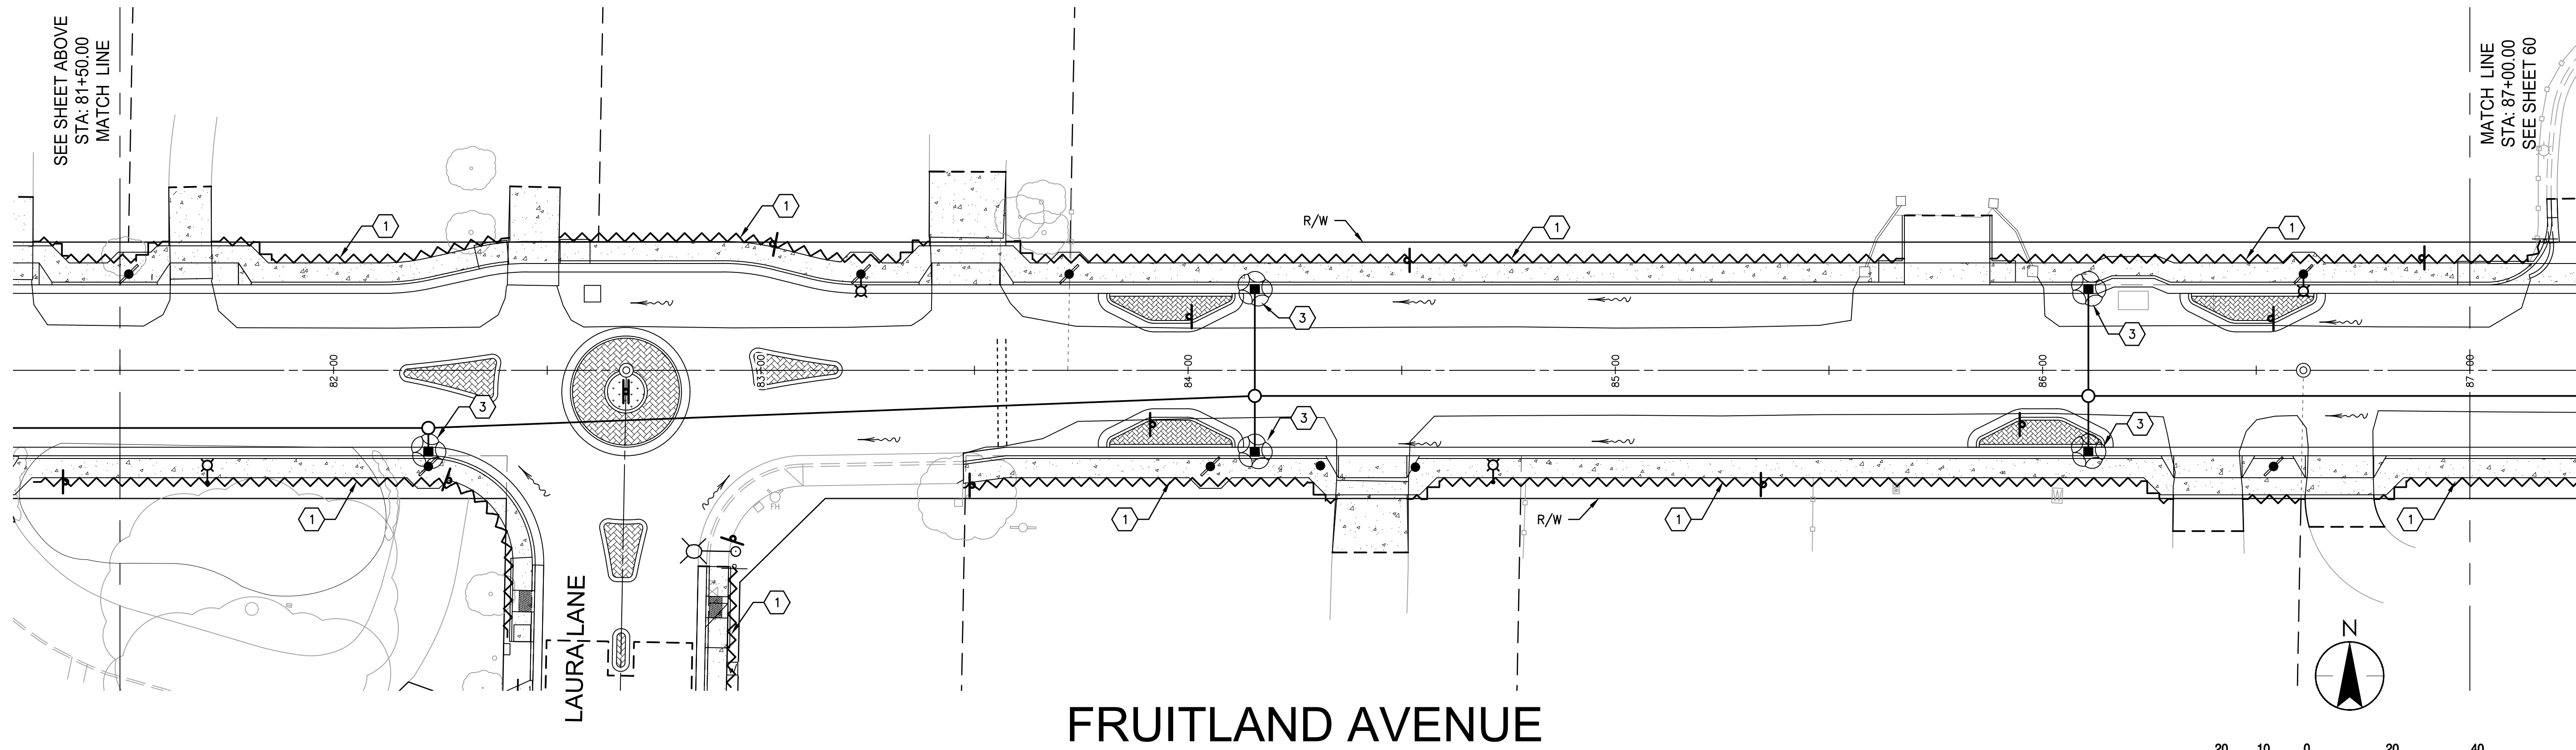 SEE SHEET ABOVE
STA: 81+50.00
MATCH LINE
MATCH LINE
STA: 87+00.00
SEE SHEET 60
1
1
R/W
1
1
3
3
82+00
83+00
84+00
85+00
86+00
87+00
3
3
3
1
FH
1
R/W
1
1
W
1
LAURA LANE
N
FRUITLAND AVENUE
20 10 0 20 40